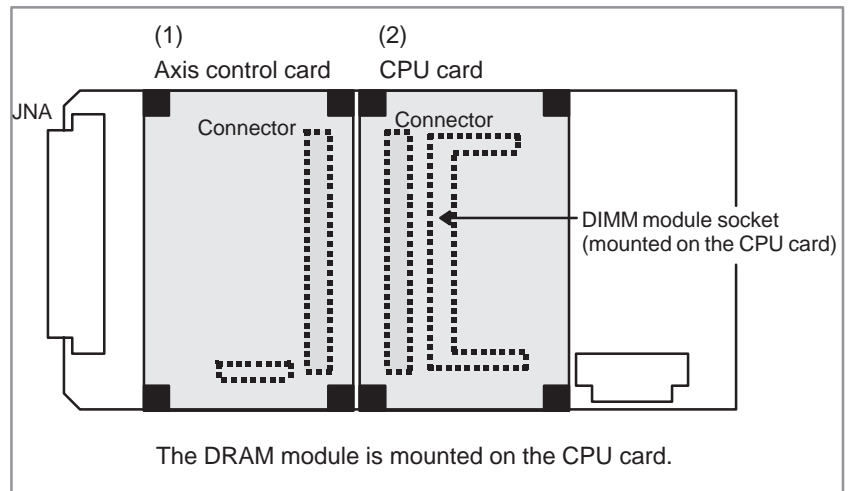 (1)
(2)
Axis control card
CPU card
JNA
Connector
Connector
DIMM module socket
(mounted on the CPU card)
The DRAM module is mounted on the CPU card.